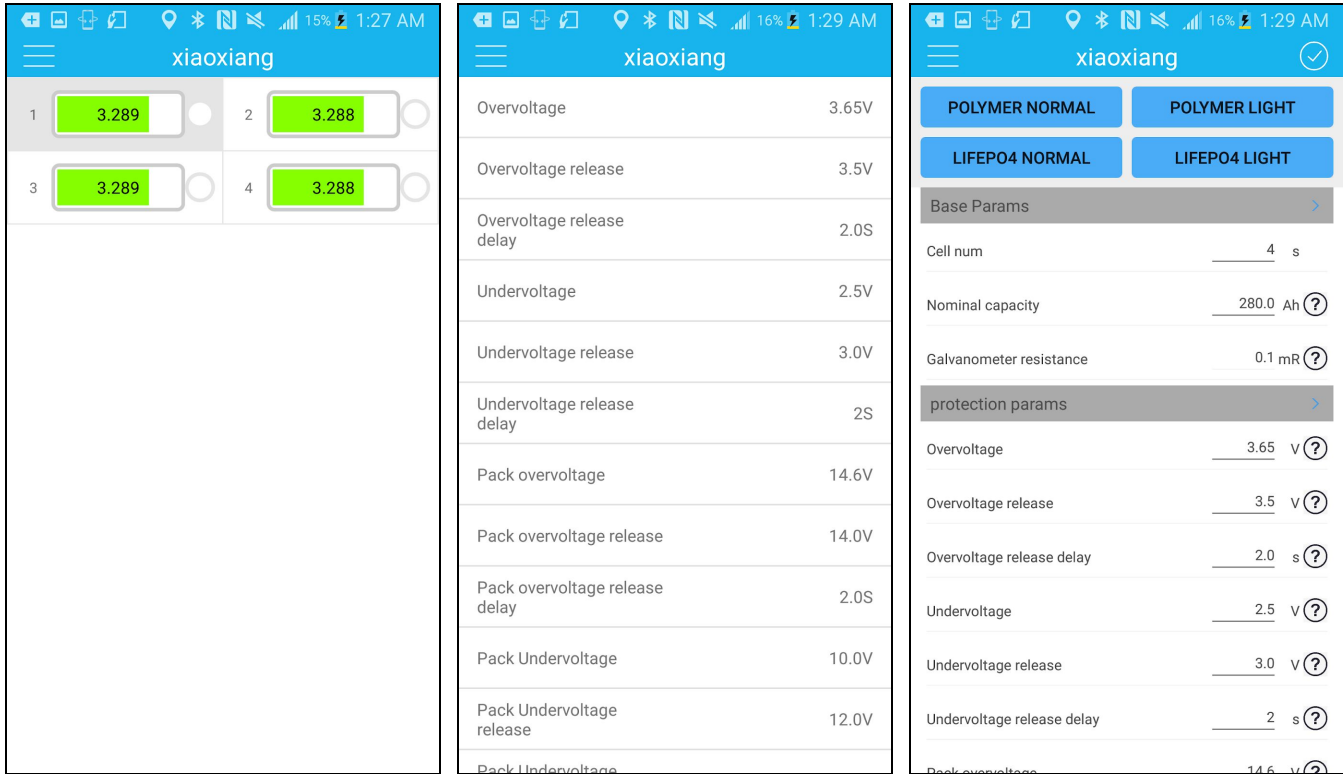 15% 1:27 AM
xiaoxiang
1 3.289 2 3.288
3 3.289 4 3.288
16% 1:29 AM
xiaoxiang
Overvoltage 3.65V
Overvoltage release 3.5V
Overvoltage release
delay 2.0S
Undervoltage 2.5V
Undervoltage release 3.0V
Undervoltage release
delay 2S
Pack overvoltage 14.6V
Pack overvoltage release 14.0V
Pack overvoltage release
delay 2.0S
Pack Undervoltage 10.0V
Pack Undervoltage
release 12.0V
Pack Undervoltage
16% 1:29 AM
xiaoxiang
POLYMER NORMAL POLYMER LIGHT
LIFEPO4 NORMAL LIFEPO4 LIGHT
Base Params >
Cell num 4 s
Nominal capacity 280.0 Ah ?
Galvanometer resistance 0.1 mR ?
protection params >
Overvoltage 3.65 V ?
Overvoltage release 3.5 V ?
Overvoltage release delay 2.0 s ?
Undervoltage 2.5 V ?
Undervoltage release 3.0 V ?
Undervoltage release delay 2 s ?
Pack overvoltage 14.6 V ?